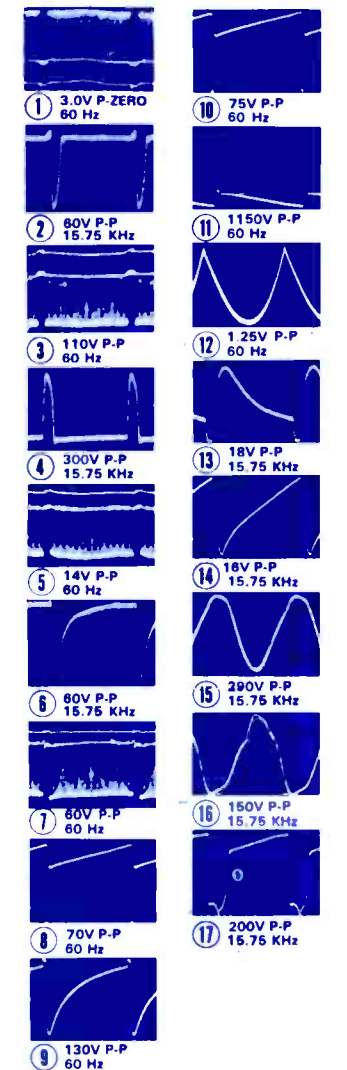 1 3.0V P-ZERO
60 Hz
2 60V P-P
15.75 KHz
3 110V P-P
60 Hz
4 300V P-P
15.75 KHz
5 14V P-P
60 Hz
6 60V P-P
15.75 KHz
7 60V P-P
60 Hz
8 70V P-P
60 Hz
9 130V P-P
60 Hz
10 75V P-P
60 Hz
11 1150V P-P
60 Hz
12 1.25V P-P
60 Hz
13 18V P-P
15.75 KHz
14 16V P-P
15.75 KHz
15 290V P-P
15.75 KHz
16 150V P-P
15.75 KHz
17 200V P-P
15.75 KHz